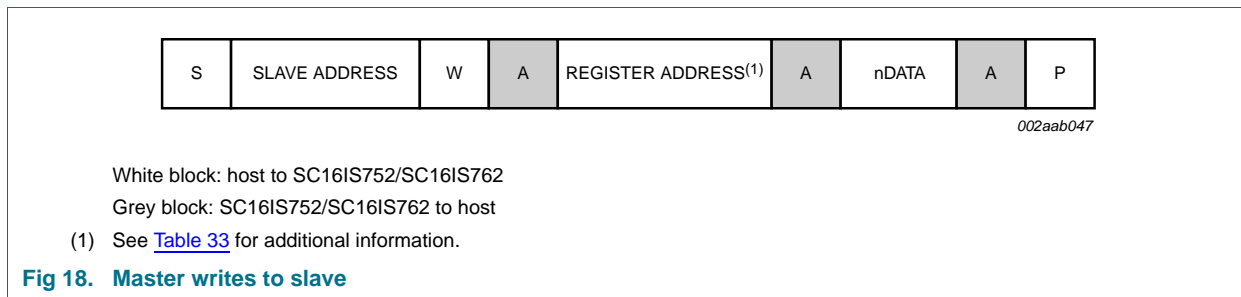 S SLAVE ADDRESS W A REGISTER ADDRESS(1) A nDATA A P
002aab047
White block: host to SC16IS752/SC16IS762
Grey block: SC16IS752/SC16IS762 to host
(1) See Table 33 for additional information.
Fig 18. Master writes to slave